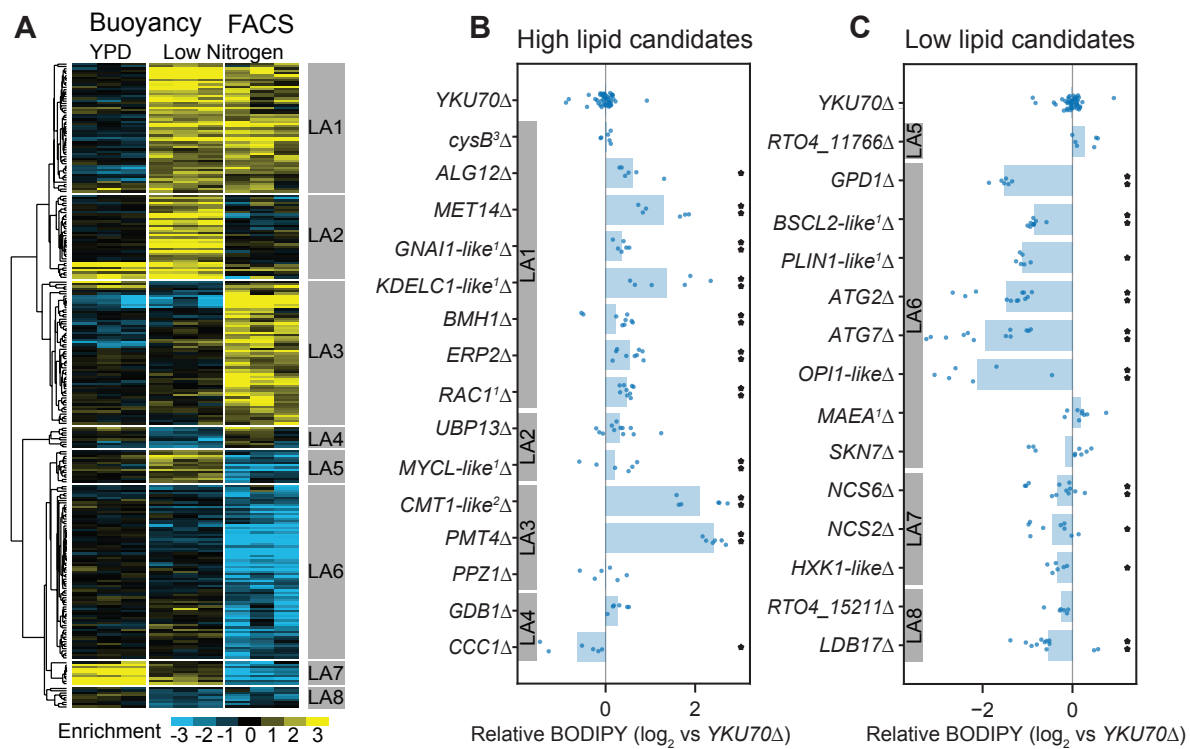 A
Buoyancy FACS
YPD Low Nitrogen
LA1
LA2
LA3
LA4
LA5
LA6
LA7
LA8
Enrichment
-3 -2 -1 0 1 2 3
B
High lipid candidates
YKU70Δ
cysB³Δ
ALG12Δ
MET14Δ
GNAI1-like¹Δ
KDELC1-like¹Δ
BMH1Δ
ERP2Δ
RAC1¹Δ
UBP13Δ
MYCL-like¹Δ
CMT1-like²Δ
PMT4Δ
PPZ1Δ
GDB1Δ
CCC1Δ
LA1
LA2
LA3
LA4
*
**
**
**
**
**
**
**
**
**
*
0 2
Relative BODIPY (log₂ vs YKU70Δ)
C
Low lipid candidates
YKU70Δ
RTO4_11766Δ
GPD1Δ
BSCL2-like¹Δ
PLIN1-like¹Δ
ATG2Δ
ATG7Δ
OPI1-likeΔ
MAEA¹Δ
SKN7Δ
NCS6Δ
NCS2Δ
HXK1-likeΔ
RTO4_15211Δ
LDB17Δ
LA5
LA6
LA7
LA8
**
**
*
**
**
**
**
*
*
**
−2 0
Relative BODIPY (log₂ vs YKU70Δ)